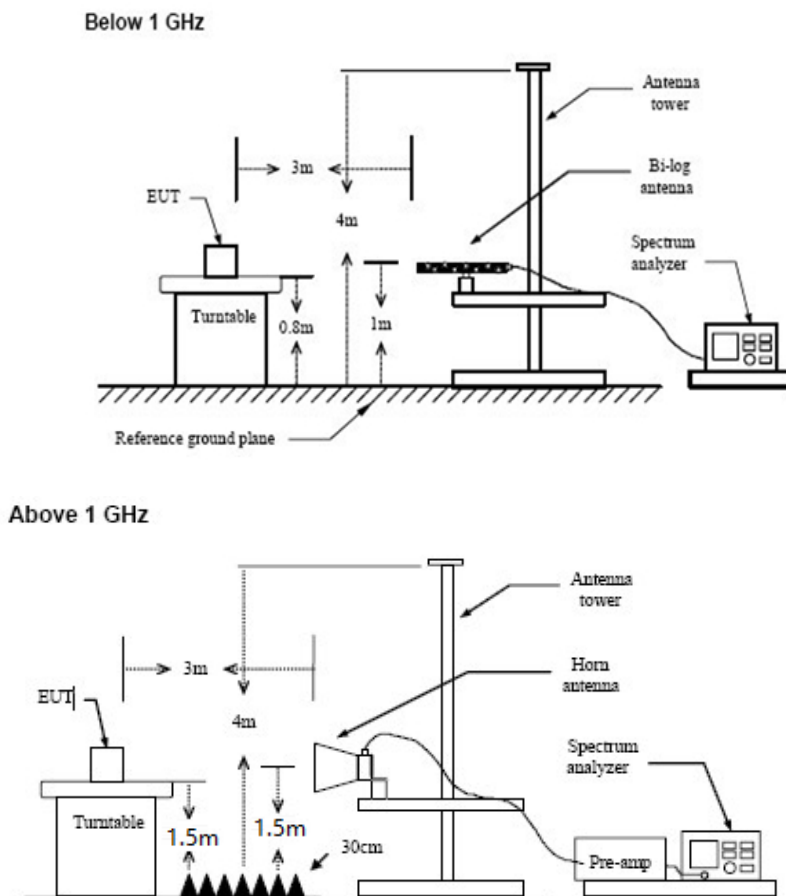 Below 1 GHz
Antenna
tower
3m
Bi-log
antenna
EUT
4m
Spectrum
analyzer
Turntable
0.8m
1m
Reference ground plane
Above 1 GHz
Antenna
tower
3m
Horn
antenna
EUT
4m
Spectrum
analyzer
Turntable
1.5m
1.5m
30cm
Pre-amp